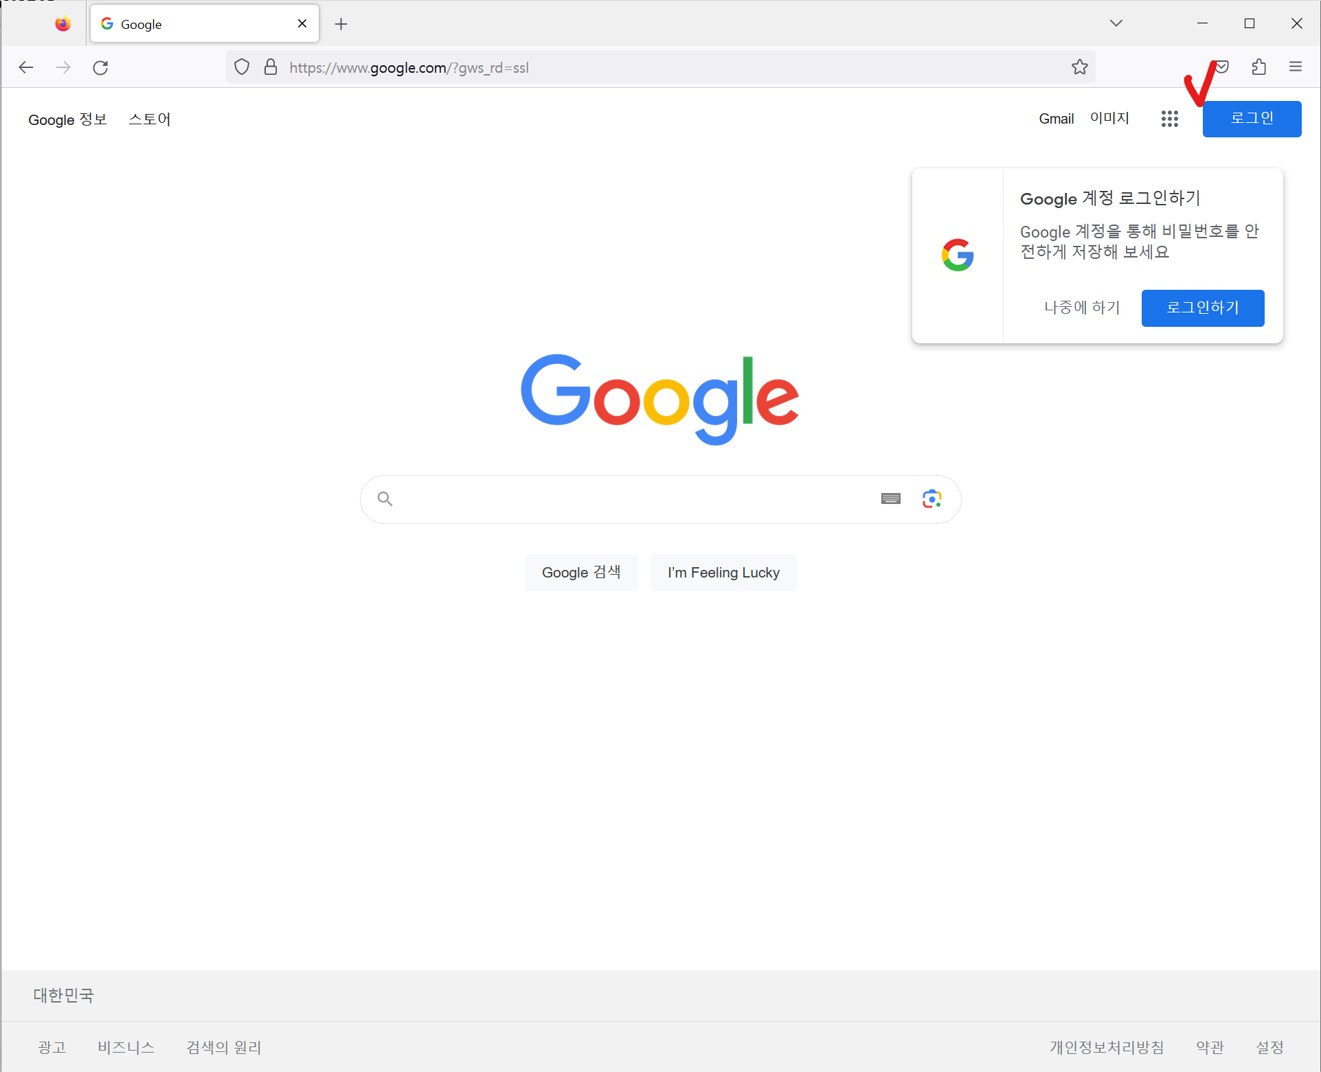 Google
https://www.google.com/?gws_rd=ssl
Google 정보 스토어
Gmail 이미지 로그인
Google 계정 로그인하기
Google 계정을 통해 비밀번호를 안
전하게 저장해 보세요
나중에 하기 로그인하기
Google
Google 검색 I'm Feeling Lucky
대한민국
광고 비즈니스 검색의 원리 개인정보처리방침 약관 설정